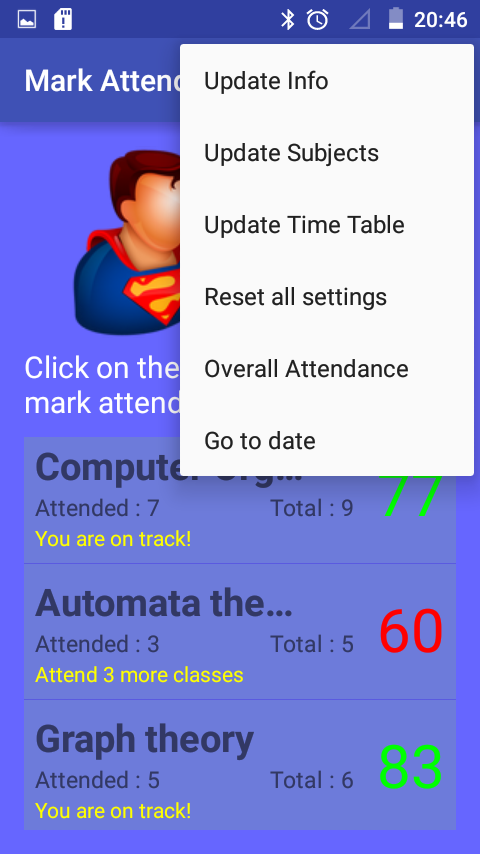 20:46
Mark Attend
Update Info
Update Subjects
Update Time Table
Reset all settings
Overall Attendance
Go to date
Click on the
mark attend
Computer Org...
77
Attended : 7 Total : 9
You are on track!
Automata the...
60
Attended : 3 Total : 5
Attend 3 more classes
Graph theory
83
Attended : 5 Total : 6
You are on track!